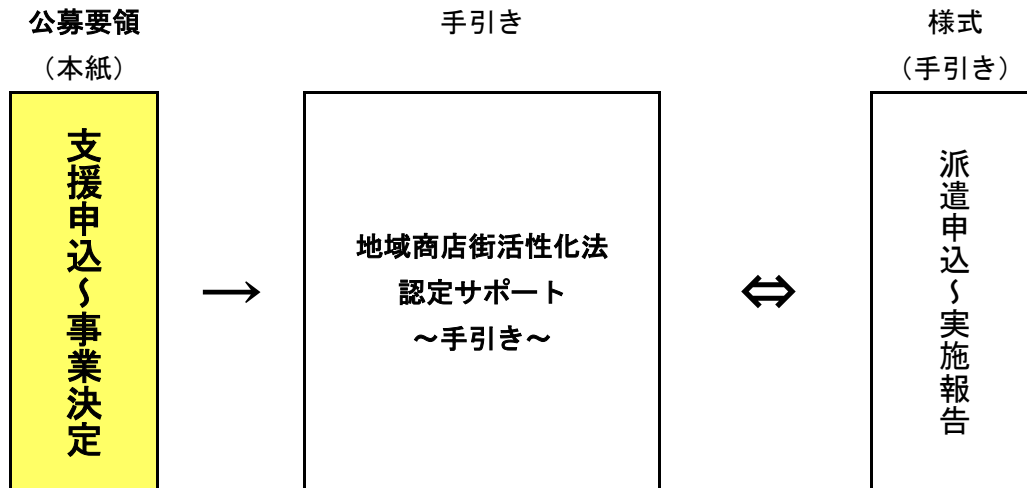 公募要領
（本紙）
支援申込～事業決定
→
手引き
地域商店街活性化法
認定サポート
～手引き～
⇔
様式
（手引き）
派遣申込～実施報告